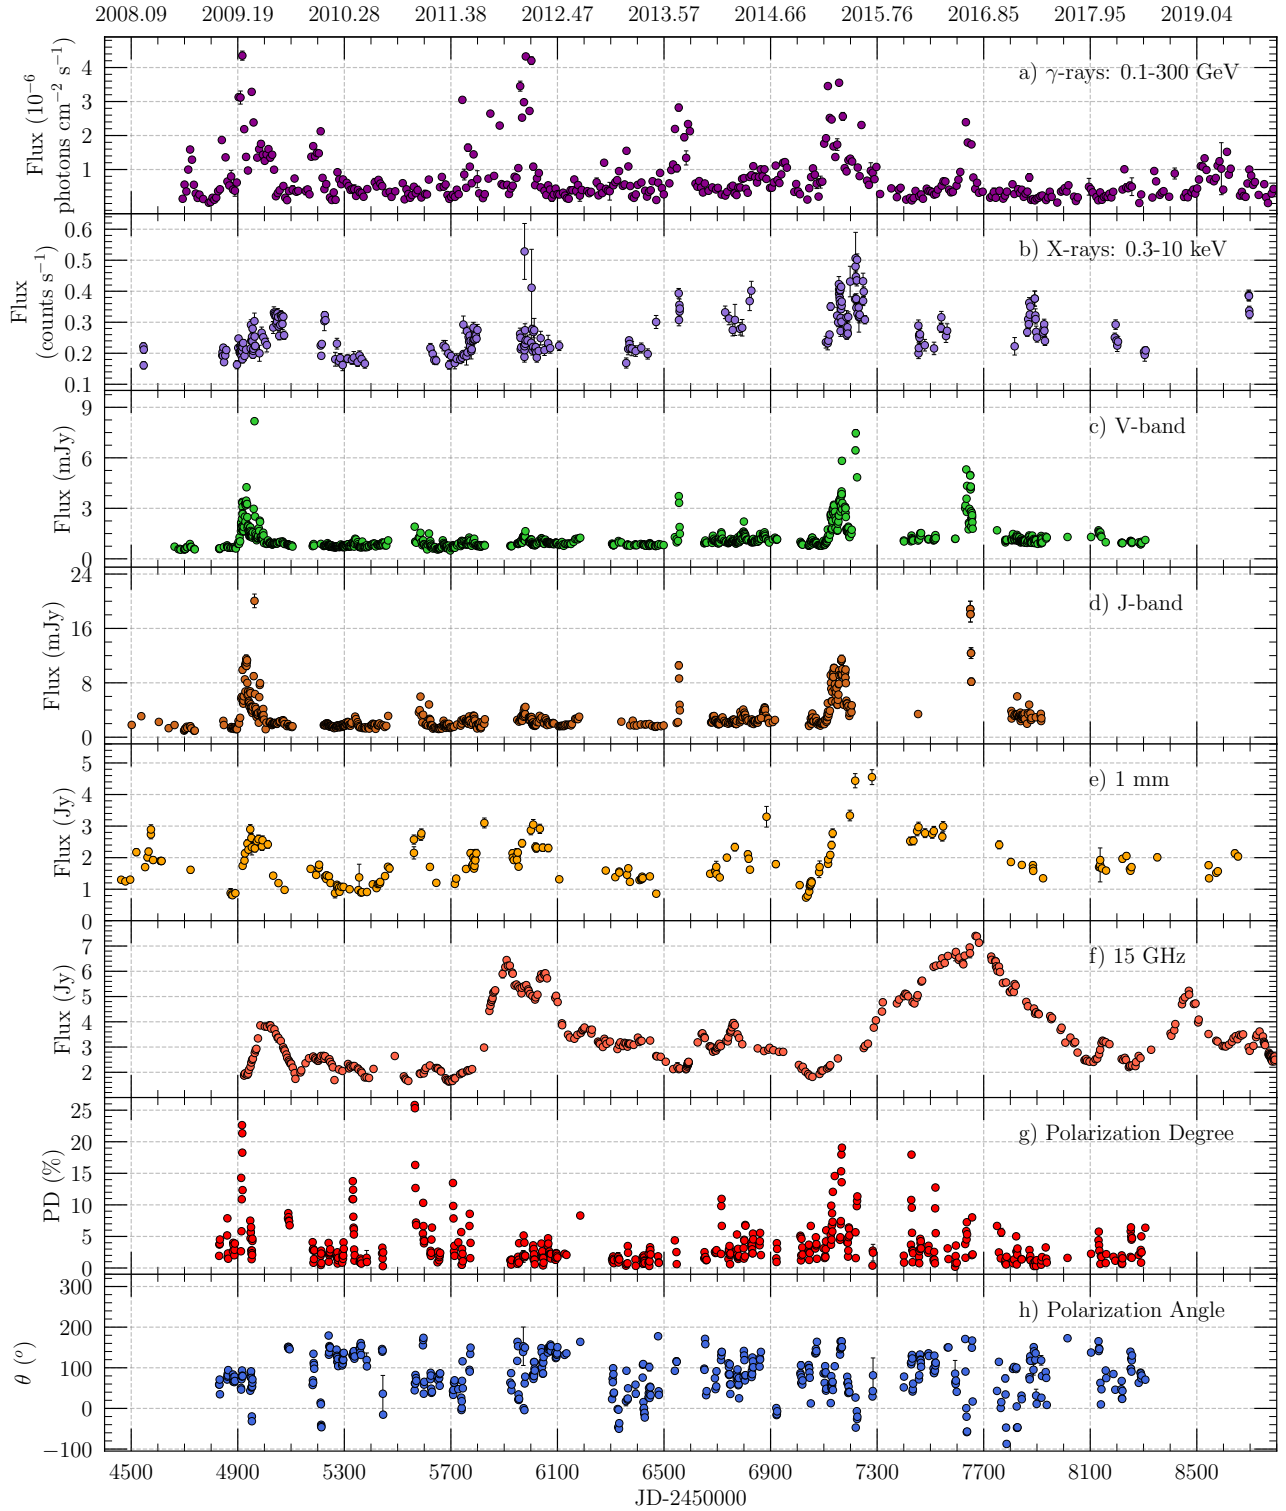 2008.09 2009.19 2010.28 2011.38 2012.47 2013.57 2014.66 2015.76 2016.85 2017.95 2019.04
a) γ-rays: 0.1-300 GeV
Flux (10⁻⁶
photons cm⁻² s⁻¹)
4
3
2
1
b) X-rays: 0.3-10 keV
Flux
(counts s⁻¹)
0.6
0.5
0.4
0.3
0.2
0.1
c) V-band
Flux (mJy)
9
6
3
0
d) J-band
Flux (mJy)
24
16
8
0
e) 1 mm
Flux (Jy)
5
4
3
2
1
0
f) 15 GHz
Flux (Jy)
7
6
5
4
3
2
g) Polarization Degree
PD (%)
25
20
15
10
5
0
h) Polarization Angle
θ (°)
300
200
100
0
−100
4500 4900 5300 5700 6100 6500 6900 7300 7700 8100 8500
JD-2450000